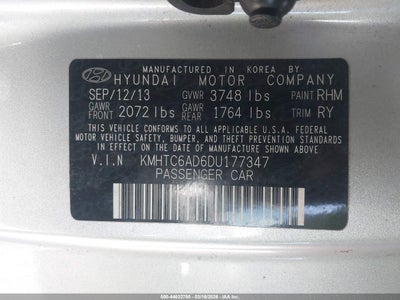 MANUFACTURED IN KOREA BY
HYUNDAI MOTOR COMPANY
SEP/12/13 GVWR 3748 lbs PAINT RHM
GAWR FRONT 2072 lbs GAWR REAR 1764 lbs TRIM RY
THIS VEHICLE CONFORMS TO ALL APPLICABLE U.S. FEDERAL
MOTOR VEHICLE SAFETY, BUMPER, AND THEFT PREVENTION
STANDARDS IN EFFECT ON THE DATE OF MANUFACTURE
SHOWN ABOVE.
V.I.N KMHTC6AD6DU177347
PASSENGER CAR